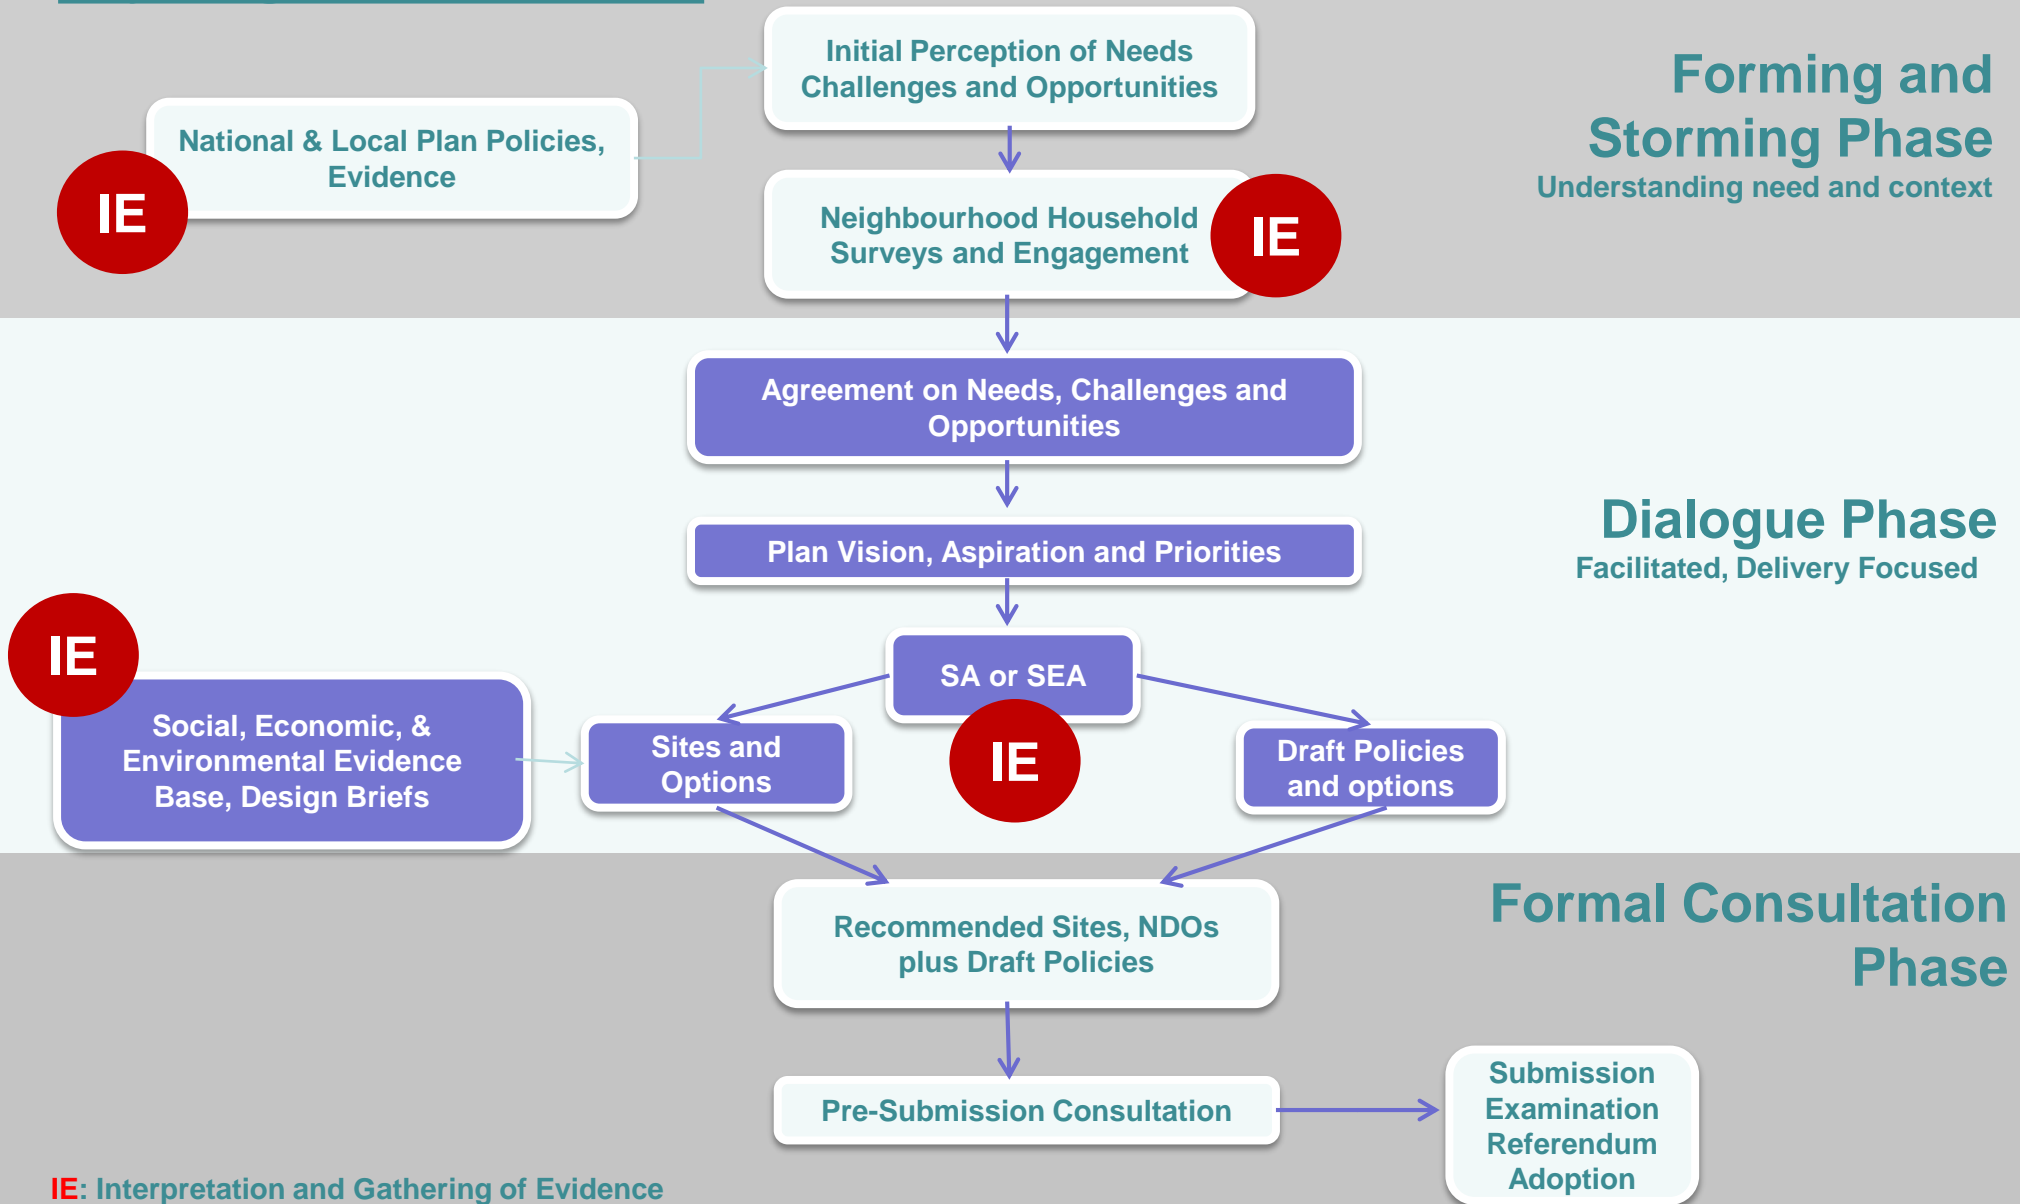 Initial Perception of Needs
Challenges and Opportunities
Forming and
Storming Phase
Understanding need and context
National & Local Plan Policies,
Evidence
IE
Neighbourhood Household
Surveys and Engagement
IE
Agreement on Needs, Challenges and
Opportunities
Dialogue Phase
Facilitated, Delivery Focused
Plan Vision, Aspiration and Priorities
IE
SA or SEA
IE
Social, Economic, &
Environmental Evidence
Base, Design Briefs
Sites and
Options
Draft Policies
and options
Formal Consultation
Phase
Recommended Sites, NDOs
plus Draft Policies
Pre-Submission Consultation
Submission
Examination
Referendum
Adoption
IE: Interpretation and Gathering of Evidence